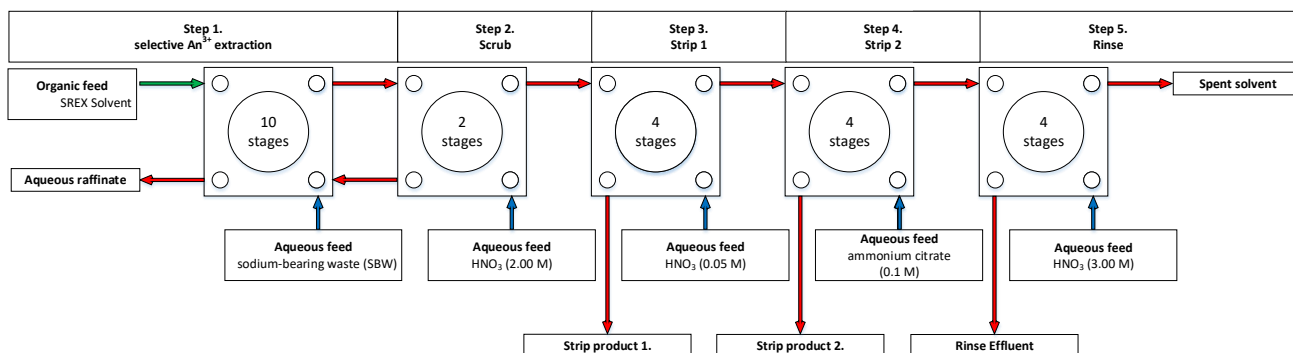 Step 1.
selective An³⁺ extraction
Step 2.
Scrub
Step 3.
Strip 1
Step 4.
Strip 2
Step 5.
Rinse
Organic feed
SREX Solvent
10
stages
2
stages
4
stages
4
stages
4
stages
Spent solvent
Aqueous raffinate
Aqueous feed
sodium-bearing waste (SBW)
Aqueous feed
HNO₃ (2.00 M)
Aqueous feed
HNO₃ (0.05 M)
Aqueous feed
ammonium citrate
(0.1 M)
Aqueous feed
HNO₃ (3.00 M)
Strip product 1.
Strip product 2.
Rinse Effluent